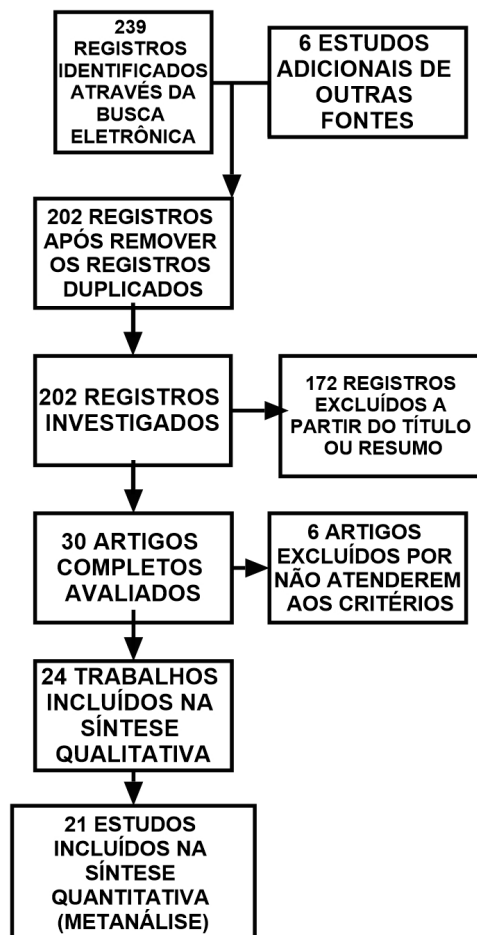 239
REGISTROS
IDENTIFICADOS
ATRAVÉS DA
BUSCA
ELETRÔNICA
6 ESTUDOS
ADICIONAIS DE
OUTRAS
FONTES
202 REGISTROS
APÓS REMOVER
OS REGISTROS
DUPLICADOS
202 REGISTROS
INVESTIGADOS
172 REGISTROS
EXCLUÍDOS A
PARTIR DO TÍTULO
OU RESUMO
30 ARTIGOS
COMPLETOS
AVALIADOS
6 ARTIGOS
EXCLUÍDOS POR
NÃO ATENDEREM
AOS CRITÉRIOS
24 TRABALHOS
INCLUÍDOS NA
SÍNTESE
QUALITATIVA
21 ESTUDOS
INCLUÍDOS NA
SÍNTESE
QUANTITATIVA
(METANÁLISE)